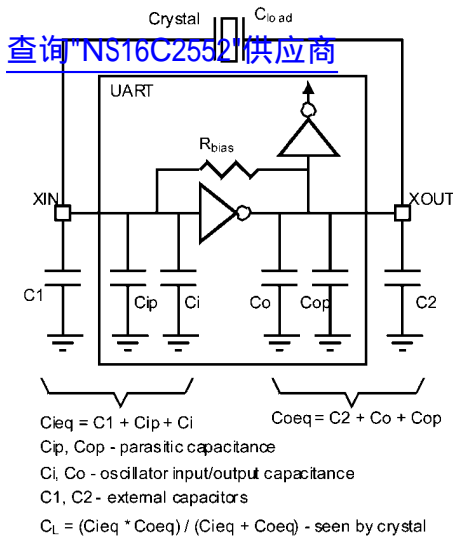 Crystal
Cload
查询"NS16C2552"供应商
UART
Rbias
XIN
XOUT
C1
Cip
Ci
Co
Cop
C2
Cieq = C1 + Cip + Ci
Coeq = C2 + Co + Cop
Cip, Cop - parasitic capacitance
Ci, Co - oscillator input/output capacitance
C1, C2 - external capacitors
CL = (Cieq * Coeq) / (Cieq + Coeq) - seen by crystal